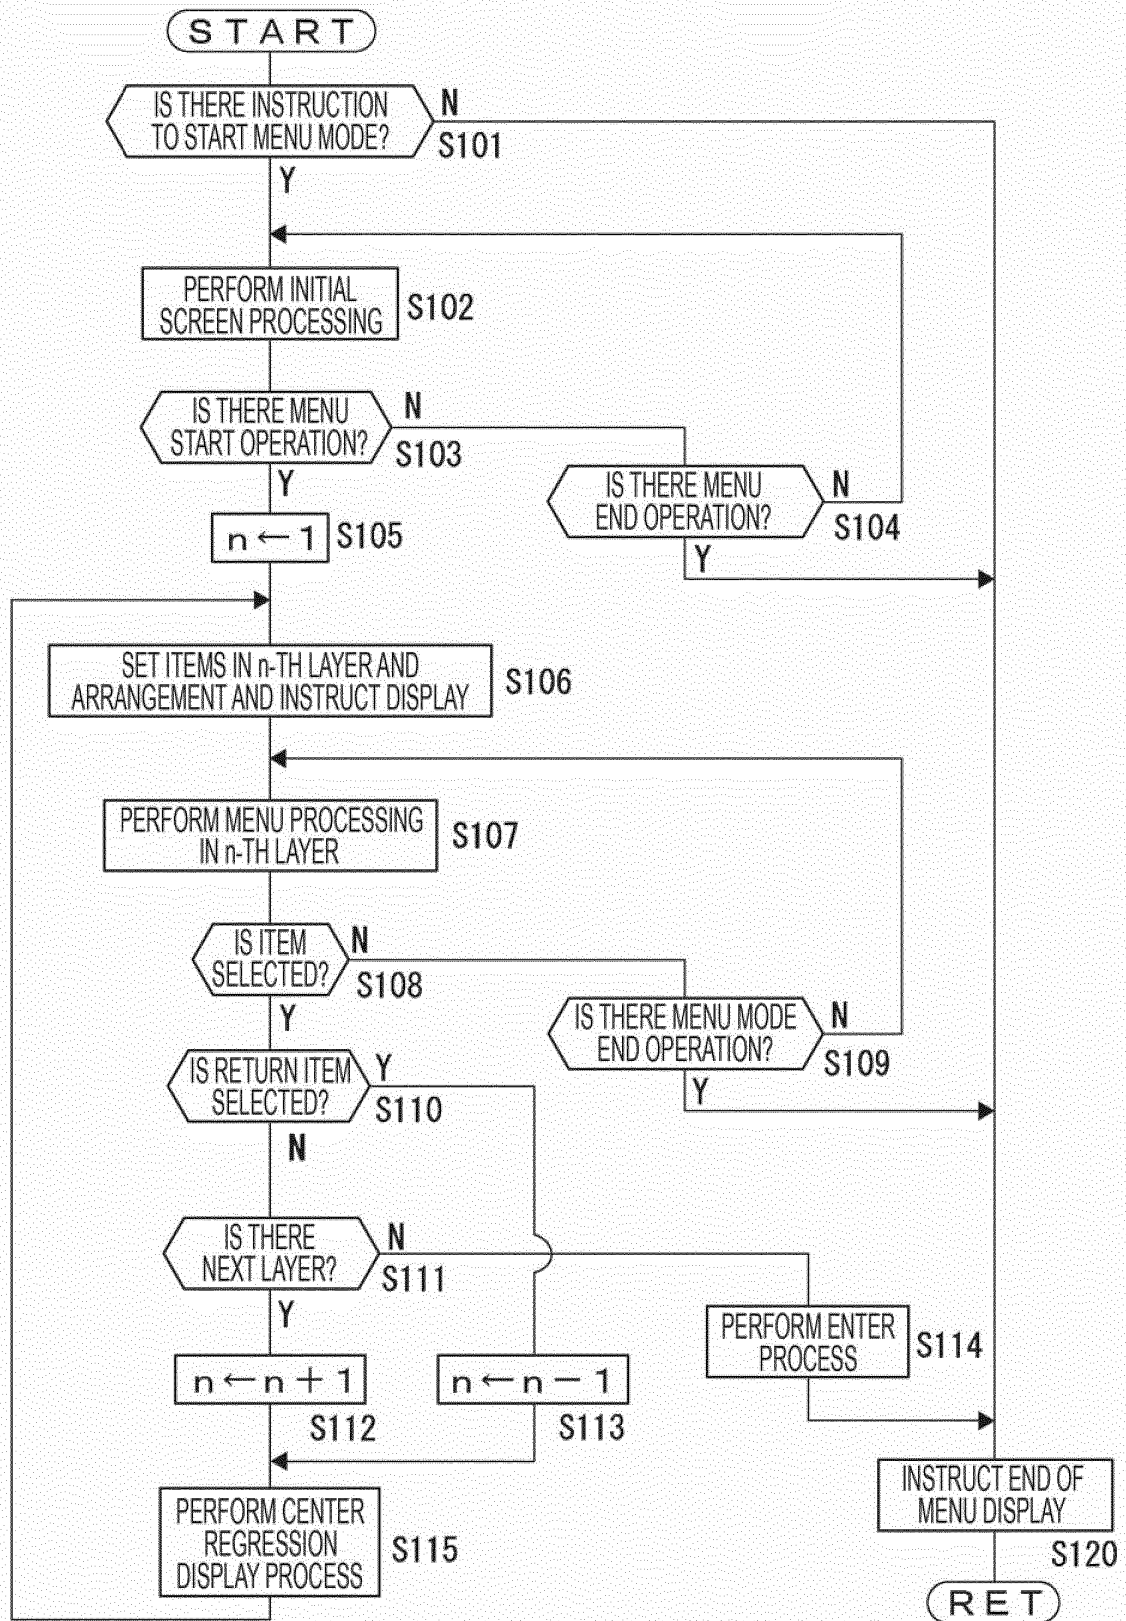 START
IS THERE INSTRUCTION
TO START MENU MODE?
N
S101
Y
PERFORM INITIAL
SCREEN PROCESSING
S102
IS THERE MENU
START OPERATION?
N
S103
Y
IS THERE MENU
END OPERATION?
N
S104
Y
n ← 1
S105
SET ITEMS IN n-TH LAYER AND
ARRANGEMENT AND INSTRUCT DISPLAY
S106
PERFORM MENU PROCESSING
IN n-TH LAYER
S107
IS ITEM
SELECTED?
N
S108
Y
IS THERE MENU MODE
END OPERATION?
N
S109
Y
IS RETURN ITEM
SELECTED?
Y
S110
N
IS THERE
NEXT LAYER?
N
S111
Y
PERFORM ENTER
PROCESS
S114
n ← n + 1
S112
n ← n − 1
S113
PERFORM CENTER
REGRESSION
DISPLAY PROCESS
S115
INSTRUCT END OF
MENU DISPLAY
S120
RET